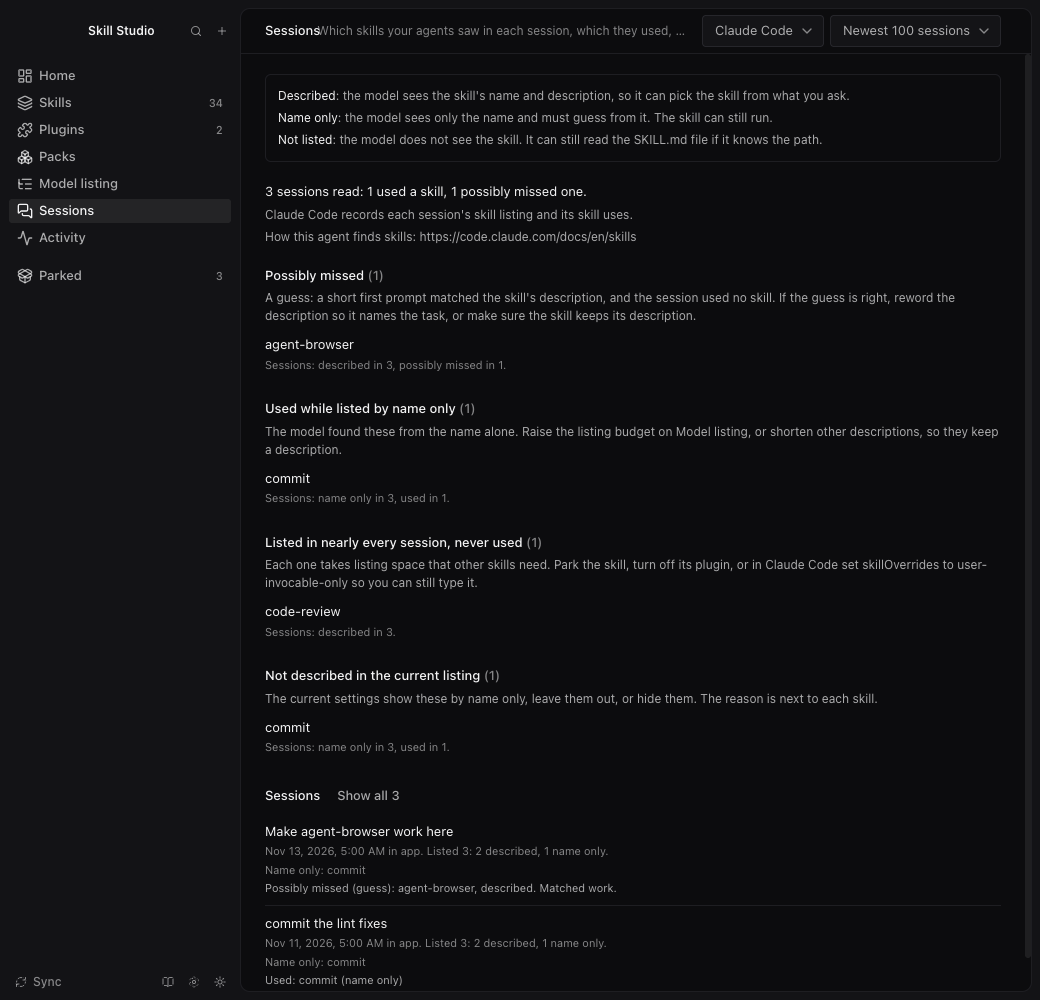 Skill Studio
Home
Skills 34
Plugins 2
Packs
Model listing
Sessions
Activity
Parked 3
Sync
Sessions Which skills your agents saw in each session, which they used, ...
Claude Code
Newest 100 sessions
Described: the model sees the skill's name and description, so it can pick the skill from what you ask.
Name only: the model sees only the name and must guess from it. The skill can still run.
Not listed: the model does not see the skill. It can still read the SKILL.md file if it knows the path.
3 sessions read: 1 used a skill, 1 possibly missed one.
Claude Code records each session's skill listing and its skill uses.
How this agent finds skills: https://code.claude.com/docs/en/skills
Possibly missed (1)
A guess: a short first prompt matched the skill's description, and the session used no skill. If the guess is right, reword the
description so it names the task, or make sure the skill keeps its description.
agent-browser
Sessions: described in 3, possibly missed in 1.
Used while listed by name only (1)
The model found these from the name alone. Raise the listing budget on Model listing, or shorten other descriptions, so they keep
a description.
commit
Sessions: name only in 3, used in 1.
Listed in nearly every session, never used (1)
Each one takes listing space that other skills need. Park the skill, turn off its plugin, or in Claude Code set skillOverrides to user-
invocable-only so you can still type it.
code-review
Sessions: described in 3.
Not described in the current listing (1)
The current settings show these by name only, leave them out, or hide them. The reason is next to each skill.
commit
Sessions: name only in 3, used in 1.
Sessions Show all 3
Make agent-browser work here
Nov 13, 2026, 5:00 AM in app. Listed 3: 2 described, 1 name only.
Name only: commit
Possibly missed (guess): agent-browser, described. Matched work.
commit the lint fixes
Nov 11, 2026, 5:00 AM in app. Listed 3: 2 described, 1 name only.
Name only: commit
Used: commit (name only)